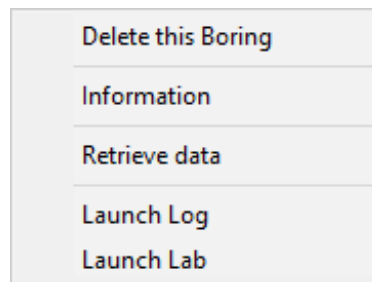 Delete this Boring
Information
Retrieve data
Launch Log
Launch Lab